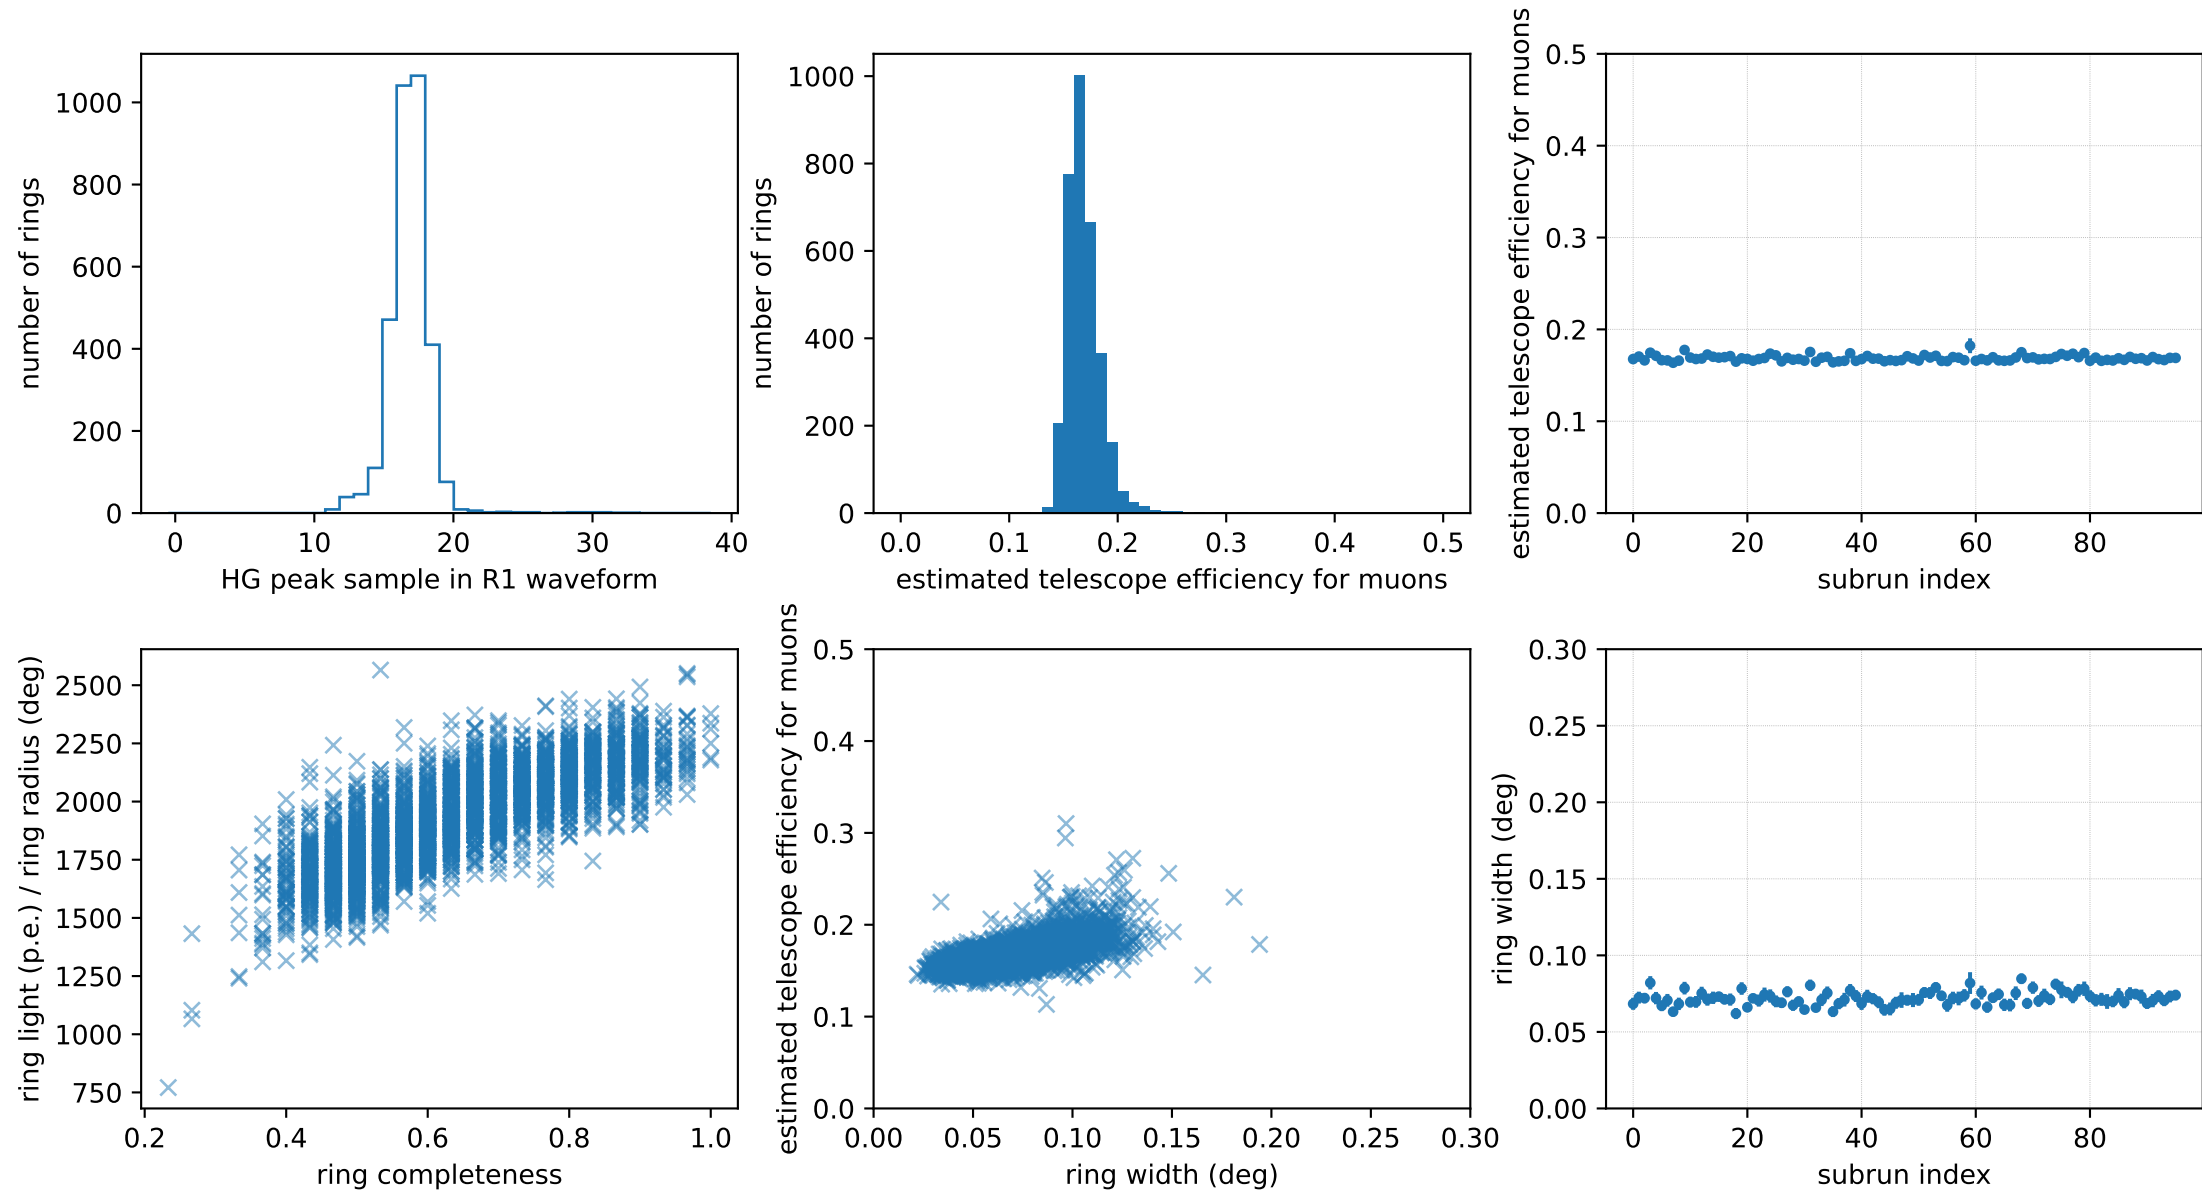 number of rings
1000
800
600
400
200
0
0 10 20 30 40
HG peak sample in R1 waveform
number of rings
1000
800
600
400
200
0
0.0 0.1 0.2 0.3 0.4 0.5
estimated telescope efficiency for muons
estimated telescope efficiency for muons
0.5
0.4
0.3
0.2
0.1
0.0
0 20 40 60 80
subrun index
ring light (p.e.) / ring radius (deg)
2500
2250
2000
1750
1500
1250
1000
750
0.2 0.4 0.6 0.8 1.0
ring completeness
estimated telescope efficiency for muons
0.5
0.4
0.3
0.2
0.1
0.0
0.00 0.05 0.10 0.15 0.20 0.25 0.30
ring width (deg)
ring width (deg)
0.30
0.25
0.20
0.15
0.10
0.05
0.00
0 20 40 60 80
subrun index